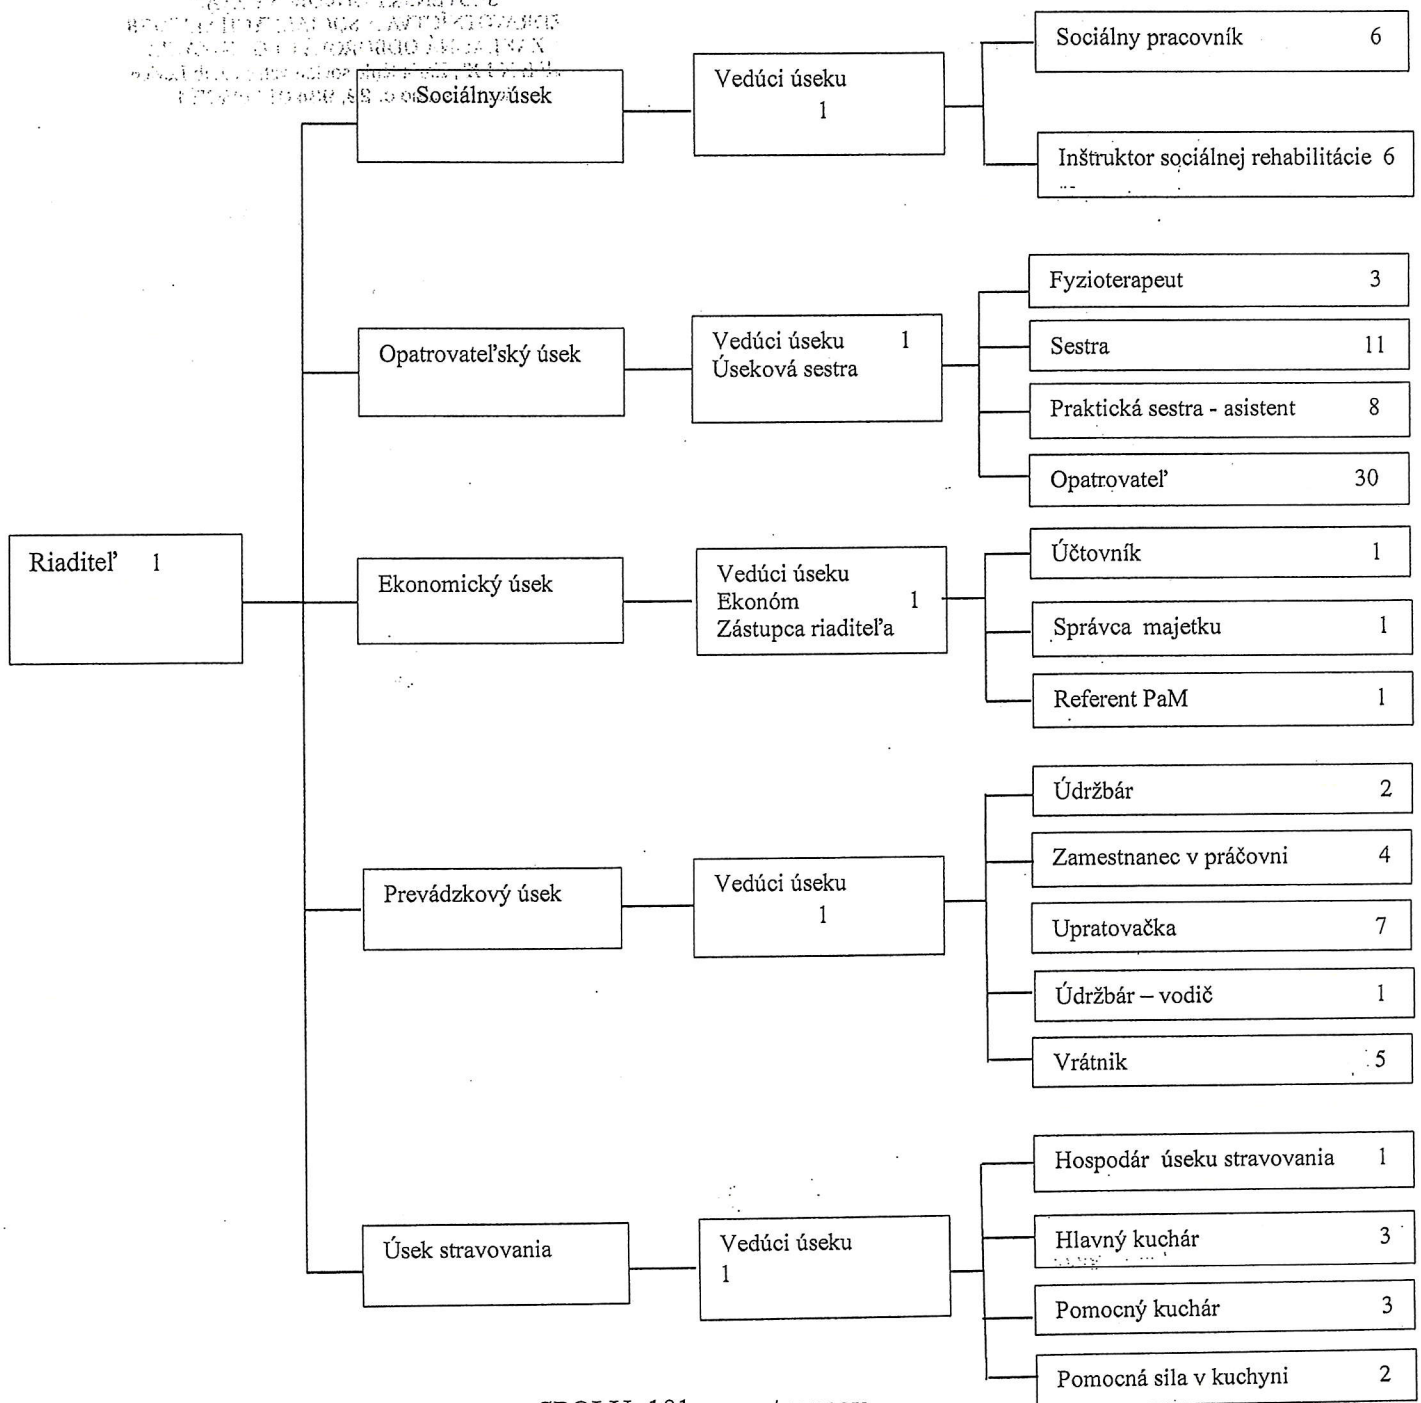 Sociálny úsek
Vedúci úseku
1
Sociálny pracovník 6
Inštruktor sociálnej rehabilitácie 6
Opatrovateľský úsek
Vedúci úseku 1
Úseková sestra
Fyzioterapeut 3
Sestra 11
Praktická sestra - asistent 8
Opatrovateľ 30
Riaditeľ 1
Ekonomický úsek
Vedúci úseku
Ekonóm 1
Zástupca riaditeľa
Účtovník 1
Správca majetku 1
Referent PaM 1
Prevádzkový úsek
Vedúci úseku
1
Údržbár 2
Zamestnanec v práčovni 4
Upratovačka 7
Údržbár – vodič 1
Vrátnik 5
Úsek stravovania
Vedúci úseku
1
Hospodár úseku stravovania 1
Hlavný kuchár 3
Pomocný kuchár 3
Pomocná sila v kuchyni 2